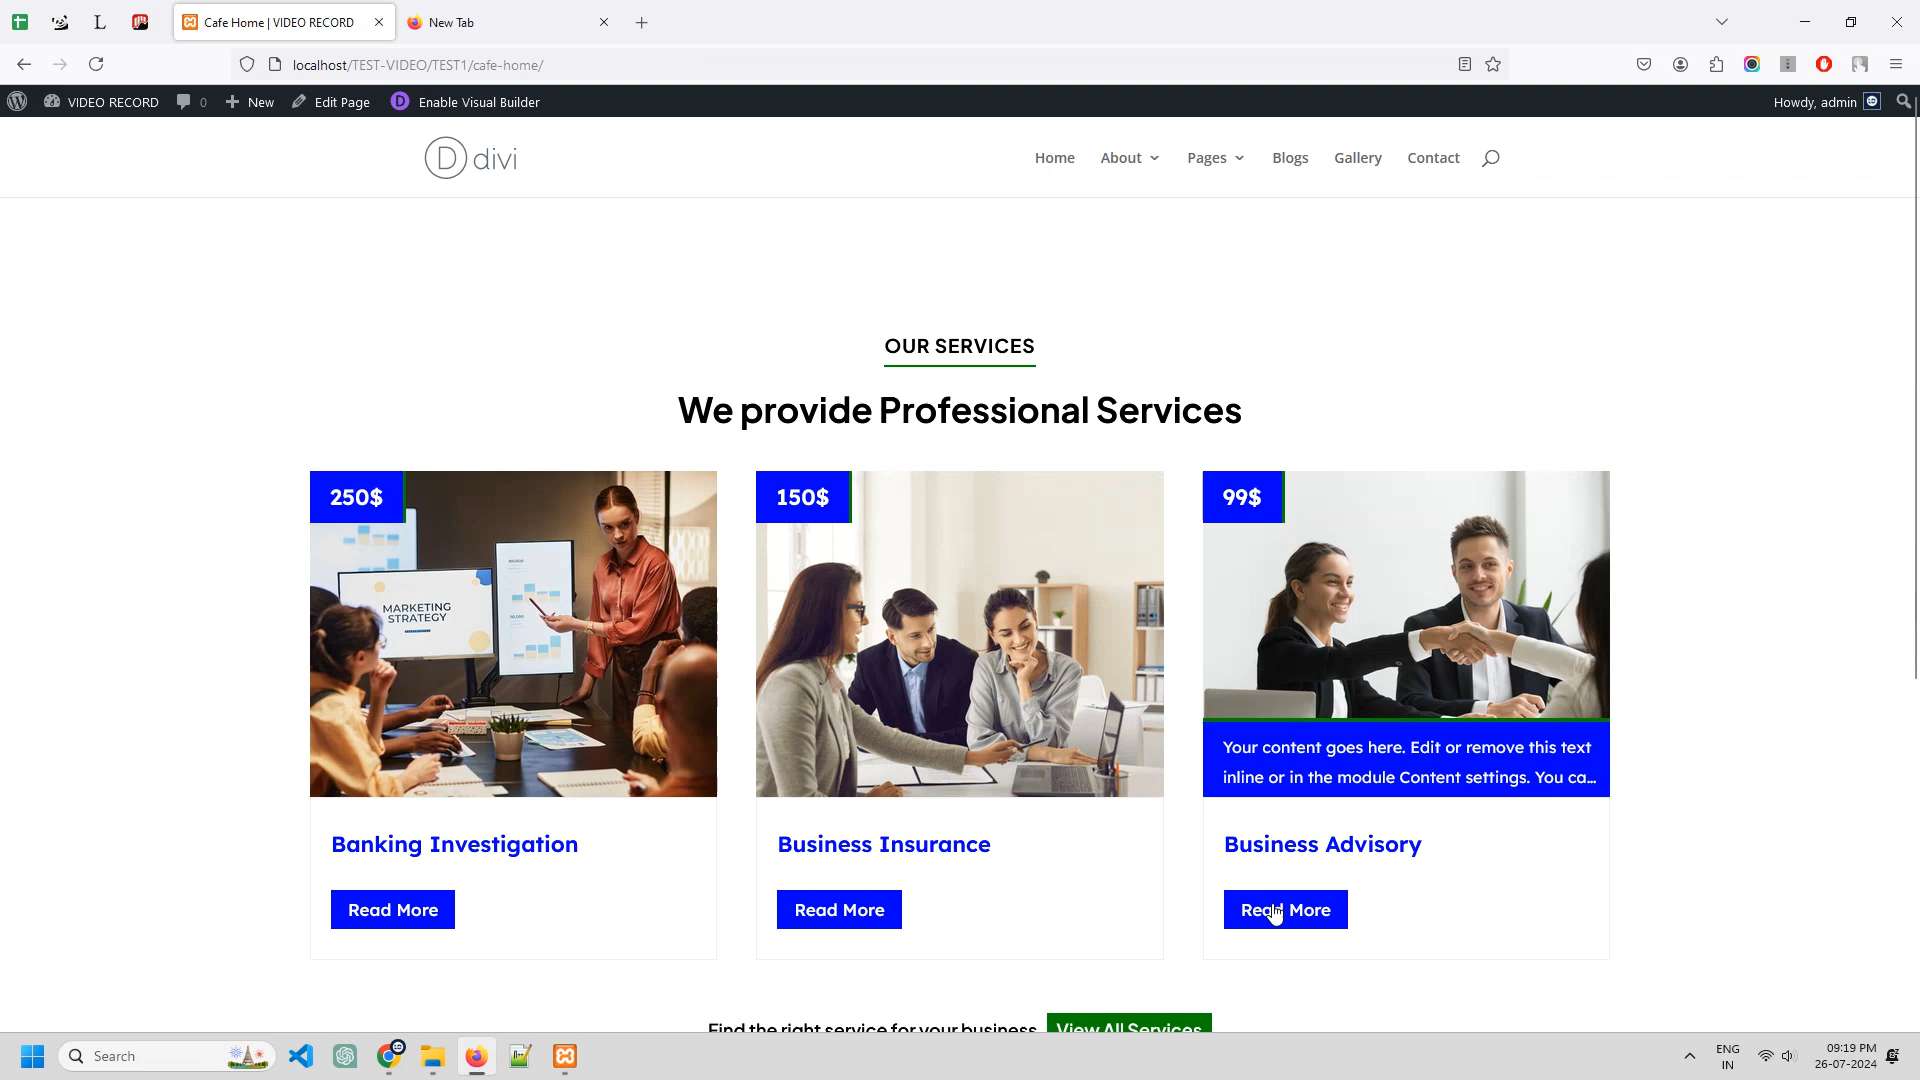 Cafe Home | VIDEO RECORD
New Tab
localhost/TEST-VIDEO/TEST1/cafe-home/
VIDEO RECORD
0
New
Edit Page
D
Enable Visual Builder
Howdy, admin
D divi
Home
About
Pages
Blogs
Gallery
Contact
OUR SERVICES
We provide Professional Services
250$
150$
99$
MARKETING
STRATEGY
Your content goes here. Edit or remove this text
inline or in the module Content settings. You ca...
Banking Investigation
Business Insurance
Business Advisory
Read More
Read More
Read More
Find the right service for your business
View All Services
Search
ENG
IN
09:19 PM
26-07-2024